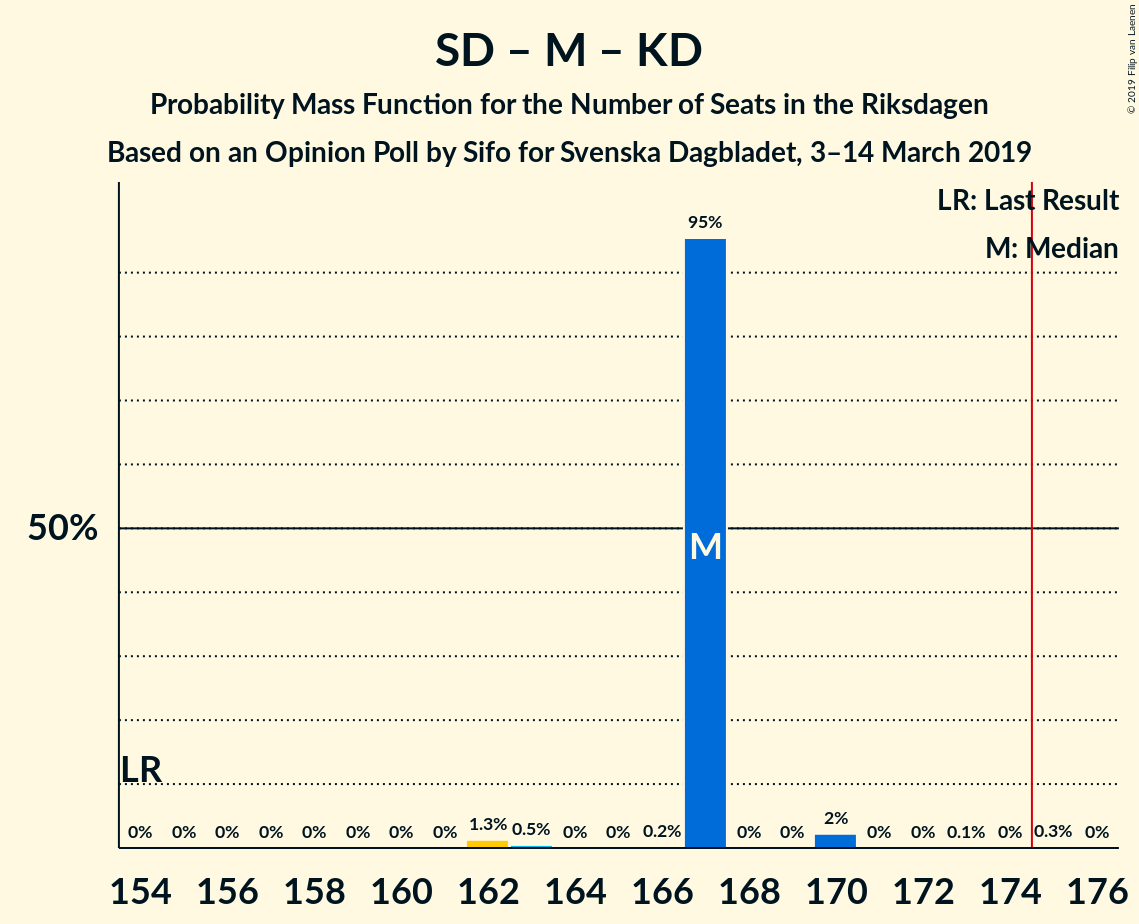 © 2019 Filip van Laenen
SD – M – KD
Probability Mass Function for the Number of Seats in the Riksdagen
Based on an Opinion Poll by Sifo for Svenska Dagbladet, 3–14 March 2019
LR: Last Result
M: Median
95%
50%
M
LR
0% 0% 0% 0% 0% 0% 0% 0% 1.3% 0.5% 0% 0% 0.2% 0% 0% 2% 0% 0% 0.1% 0% 0.3% 0%
154 156 158 160 162 164 166 168 170 172 174 176